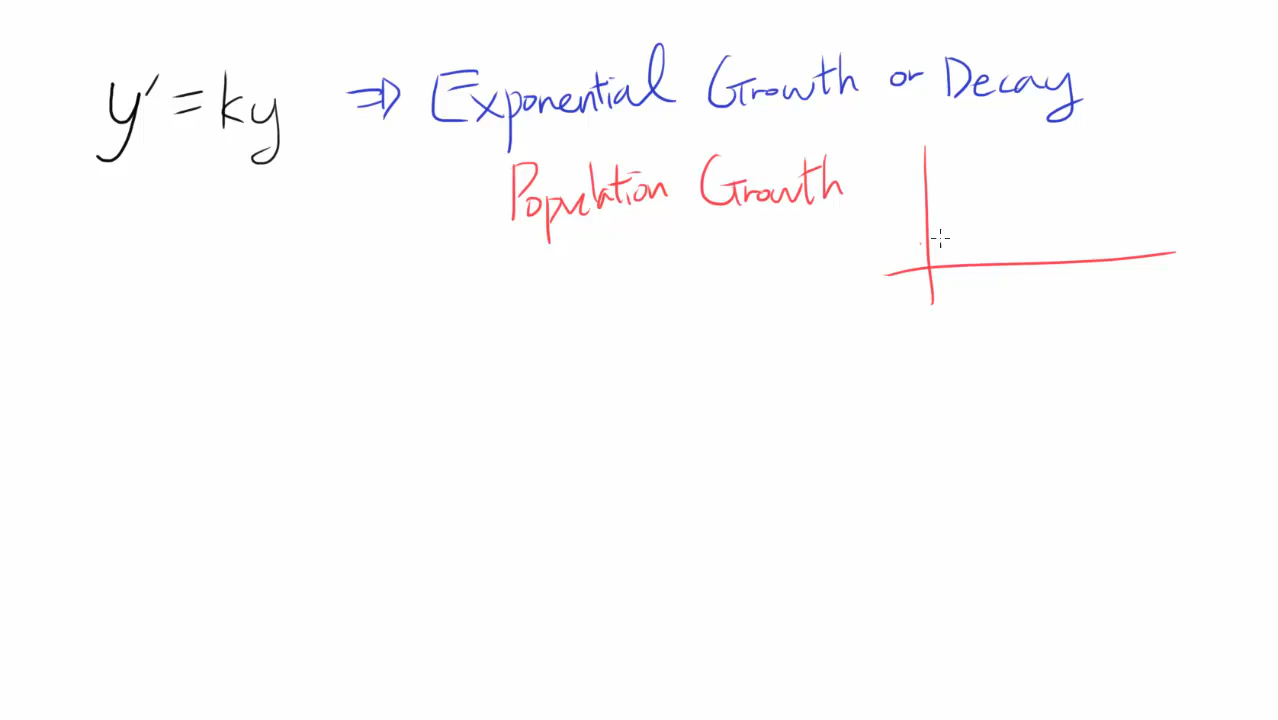 y' = ky ⇒ Exponential Growth or Decay
Population Growth